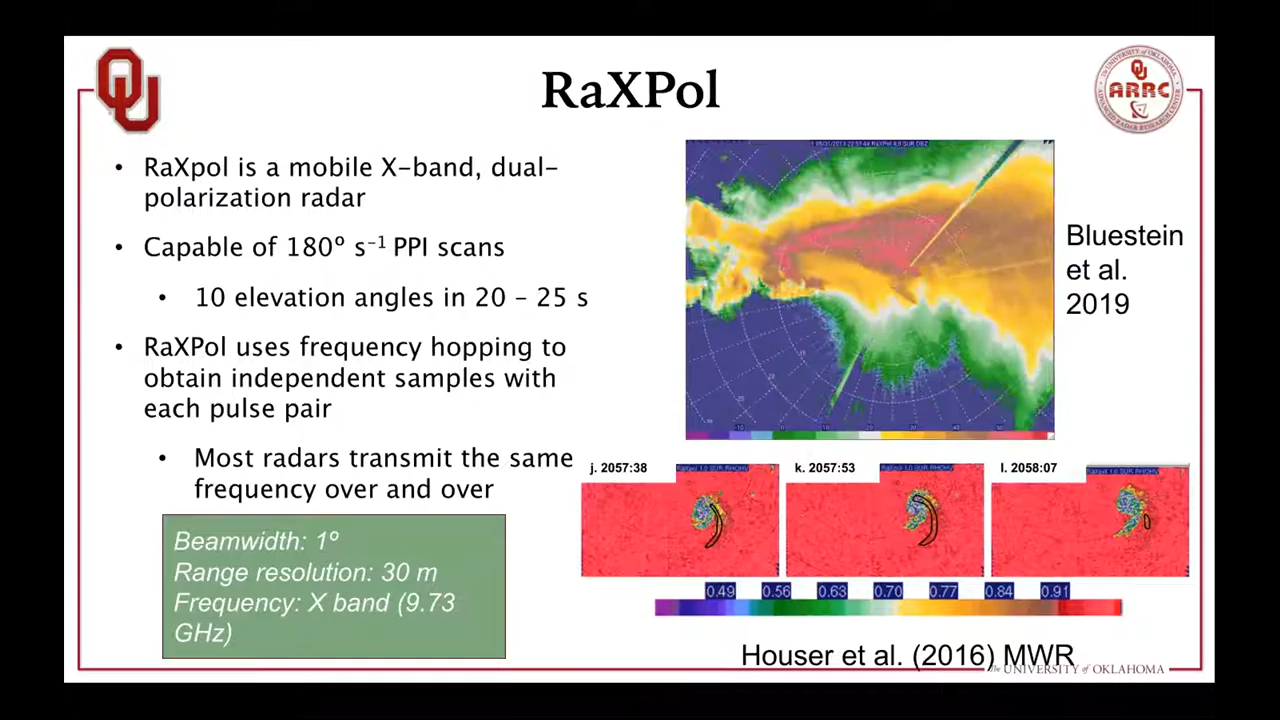 RaXPol
• RaXpol is a mobile X-band, dual-
polarization radar
• Capable of 180º s⁻¹ PPI scans
• 10 elevation angles in 20 – 25 s
• RaXPol uses frequency hopping to
obtain independent samples with
each pulse pair
• Most radars transmit the same
frequency over and over
Beamwidth: 1º
Range resolution: 30 m
Frequency: X band (9.73
GHz)
Bluestein
et al.
2019
j. 2057:38
k. 2057:53
l. 2058:07
0.49 0.56 0.63 0.70 0.77 0.84 0.91
Houser et al. (2016) MWR
The UNIVERSITY of OKLAHOMA
OU
ARRC